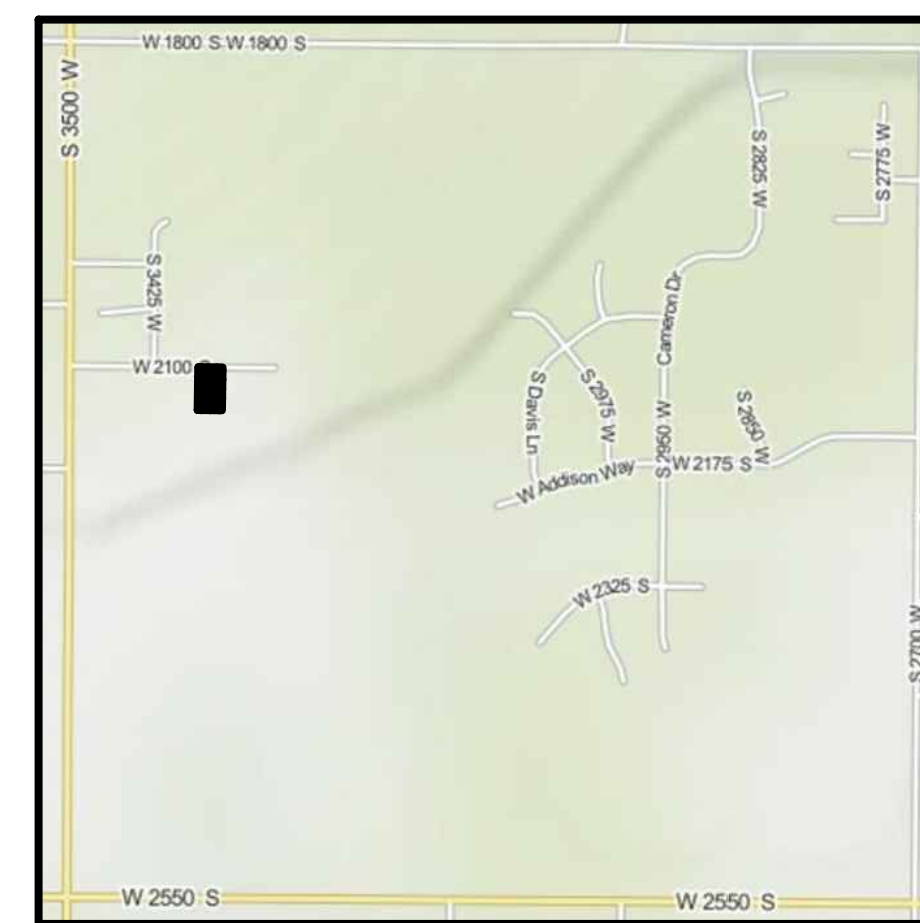 W 1800 S W 1800 S
S 3500 W
S 2825 W
S 2775 W
S 3425 W
Cameron Dr
W 2100 S
S Davis Ln
S 2975 W
S 2950 W
S 2850 W
W Addison Way
W 2175 S
W 2325 S
S 2700 W
W 2550 S
W 2550 S